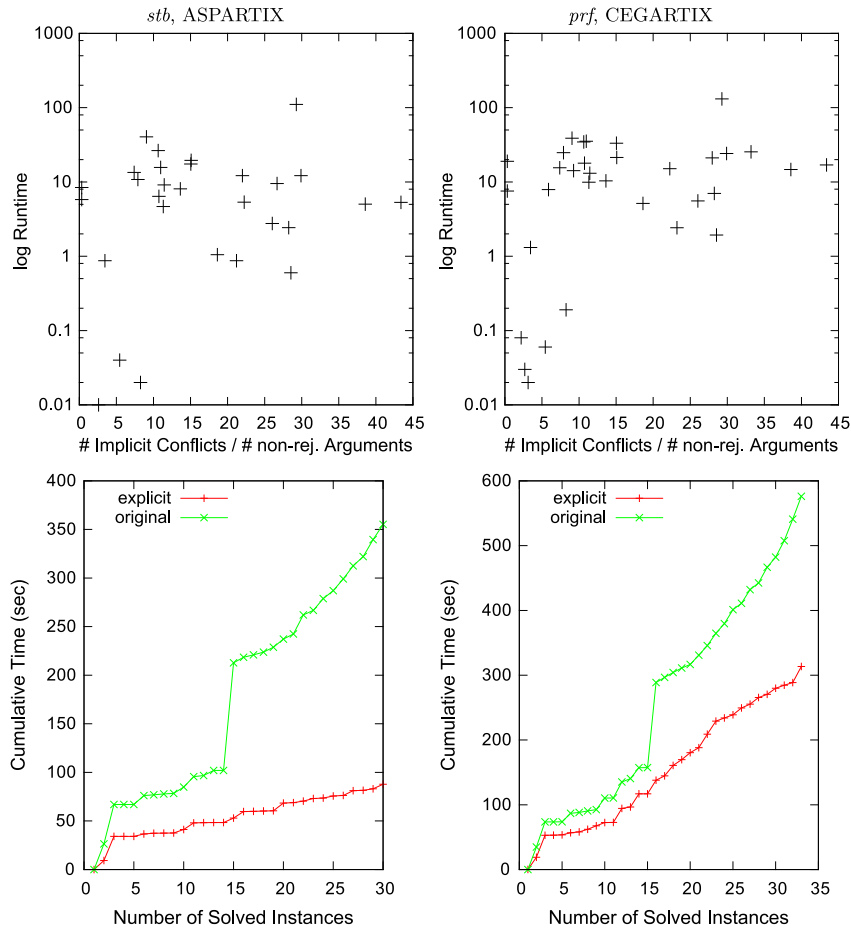 stb, ASPARTIX
1000
100
10
1
0.1
0.01
log Runtime
0 5 10 15 20 25 30 35 40 45
# Implicit Conflicts / # non-rej. Arguments
prf, CEGARTIX
1000
100
10
1
0.1
0.01
log Runtime
0 5 10 15 20 25 30 35 40 45
# Implicit Conflicts / # non-rej. Arguments
400
350
300
250
200
150
100
50
0
Cumulative Time (sec)
explicit
original
0 5 10 15 20 25 30
Number of Solved Instances
600
500
400
300
200
100
0
Cumulative Time (sec)
explicit
original
0 5 10 15 20 25 30 35
Number of Solved Instances